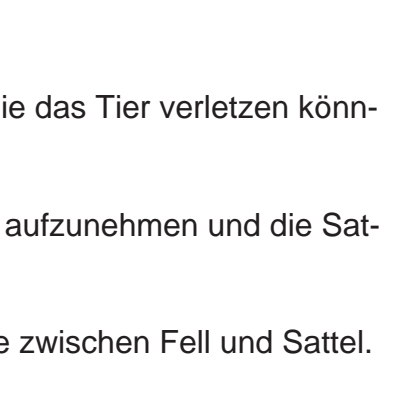 ie das Tier verletzen könn-
aufzunehmen und die Sat-
e zwischen Fell und Sattel.